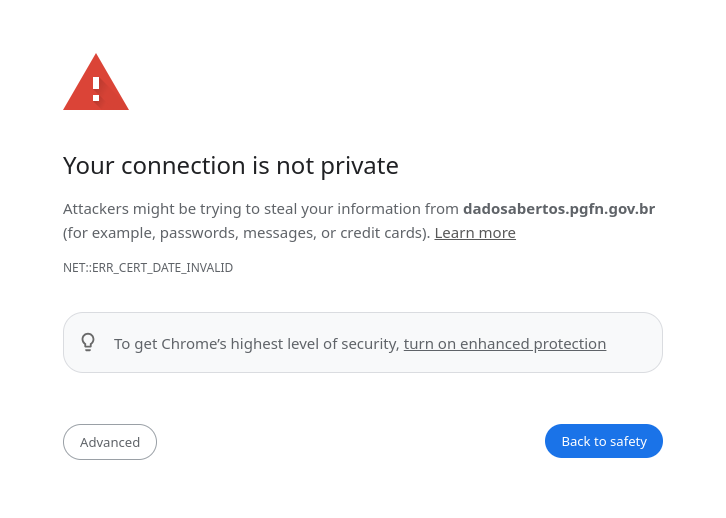 Your connection is not private
Attackers might be trying to steal your information from dadosabertos.pgfn.gov.br
(for example, passwords, messages, or credit cards). Learn more
NET::ERR_CERT_DATE_INVALID
To get Chrome’s highest level of security, turn on enhanced protection
Advanced
Back to safety